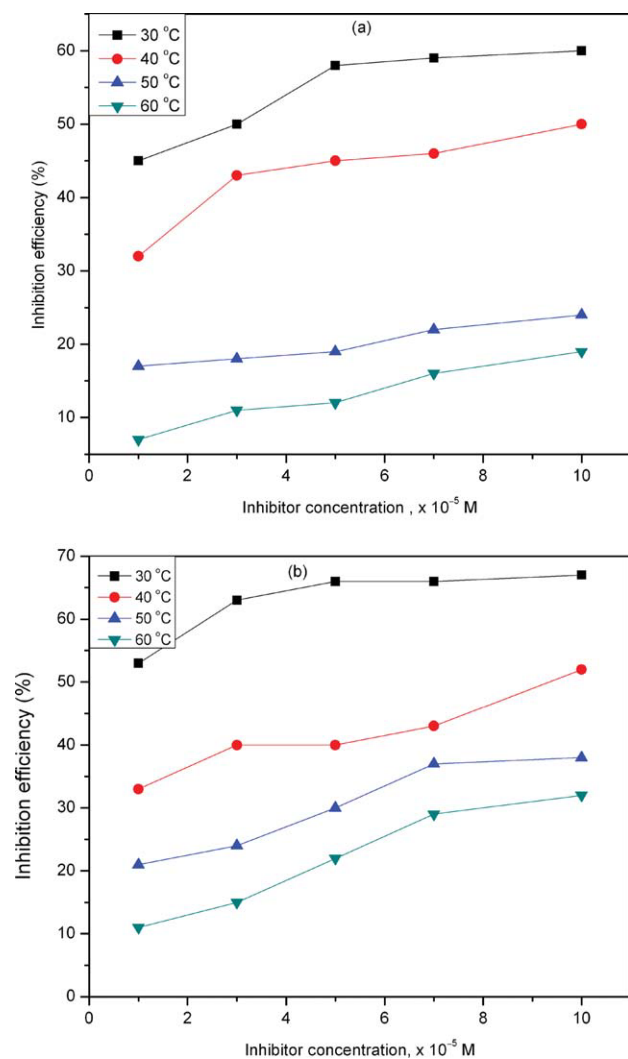 (a)
30 °C
40 °C
50 °C
60 °C
60
50
40
30
20
10
Inhibition efficiency (%)
0 2 4 6 8 10
Inhibitor concentration , x 10⁻⁵ M
(b)
30 °C
40 °C
50 °C
60 °C
70
60
50
40
30
20
10
0
Inhibition efficiency (%)
0 2 4 6 8 10
Inhibitor concentration, x 10⁻⁵ M